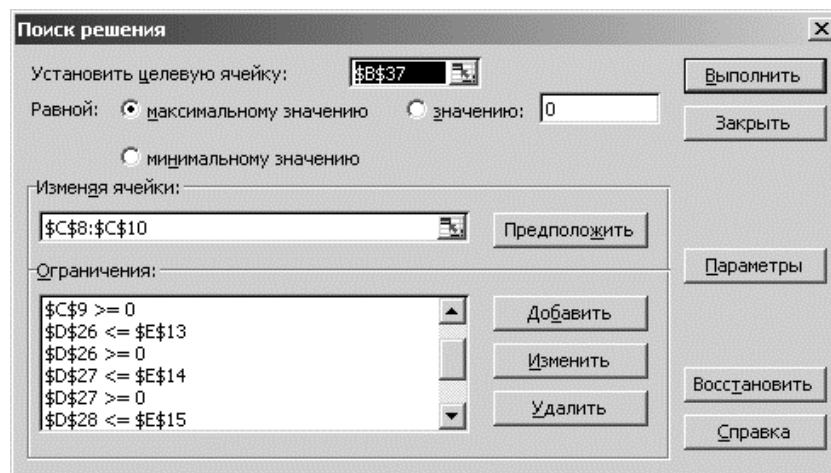 Поиск решения
Установить целевую ячейку: $B$37
Выполнить
Равной: максимальному значению значению: 0
Закрыть
минимальному значению
Изменяя ячейки:
$C$8:$C$10
Предположить
Параметры
Ограничения:
$C$9 >= 0
$D$26 <= $E$13
$D$26 >= 0
$D$27 <= $E$14
$D$27 >= 0
$D$28 <= $E$15
Добавить
Изменить
Удалить
Восстановить
Справка